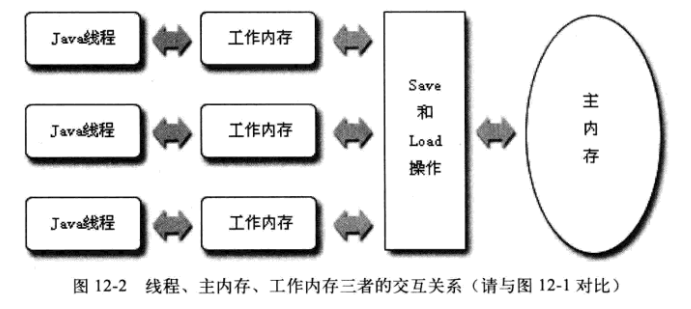 Java线程
工作内存
Java线程
工作内存
Java线程
工作内存
Save
和
Load
操作
主
内
存
图 12-2 线程、主内存、工作内存三者的交互关系（请与图 12-1 对比）